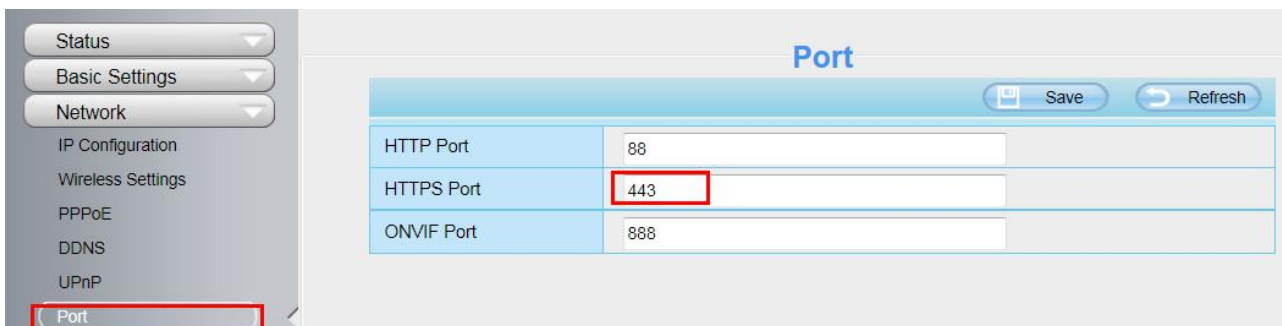 Status
Basic Settings
Network
IP Configuration
Wireless Settings
PPPoE
DDNS
UPnP
Port
Port
Save Refresh
HTTP Port 88
HTTPS Port 443
ONVIF Port 888